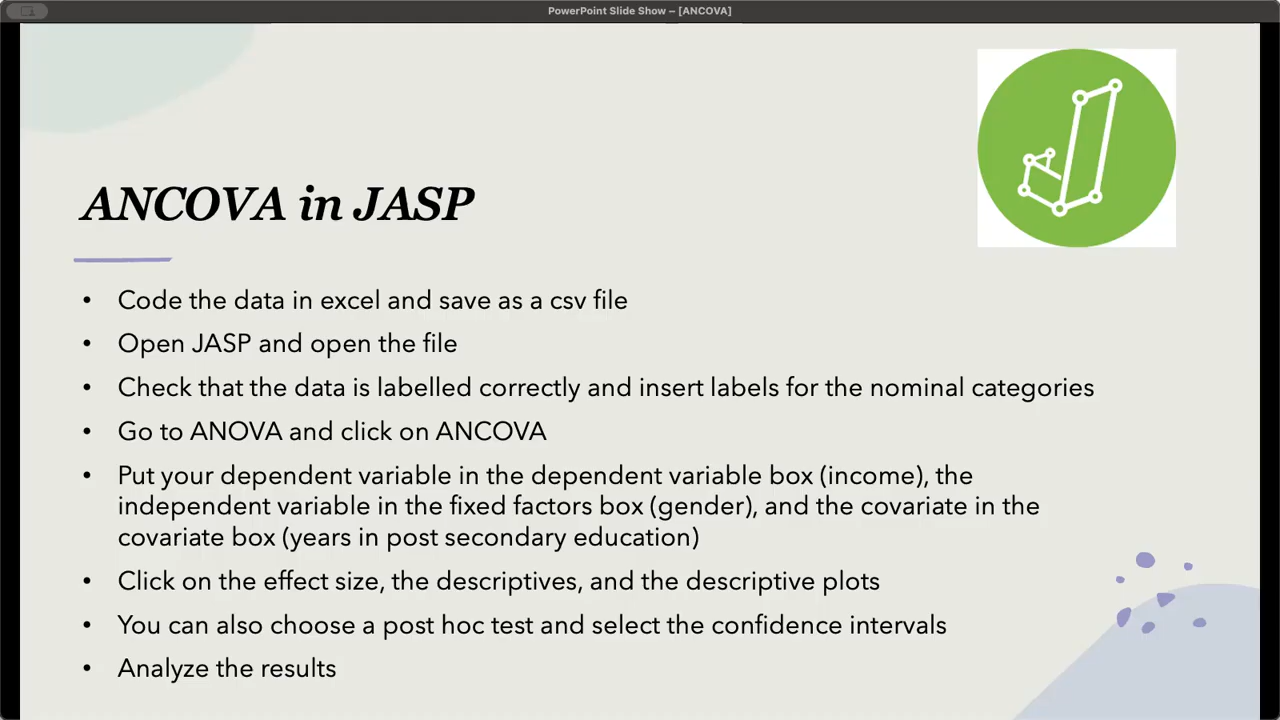 PowerPoint Slide Show – [ANCOVA]
ANCOVA in JASP
• Code the data in excel and save as a csv file
• Open JASP and open the file
• Check that the data is labelled correctly and insert labels for the nominal categories
• Go to ANOVA and click on ANCOVA
• Put your dependent variable in the dependent variable box (income), the
independent variable in the fixed factors box (gender), and the covariate in the
covariate box (years in post secondary education)
• Click on the effect size, the descriptives, and the descriptive plots
• You can also choose a post hoc test and select the confidence intervals
• Analyze the results